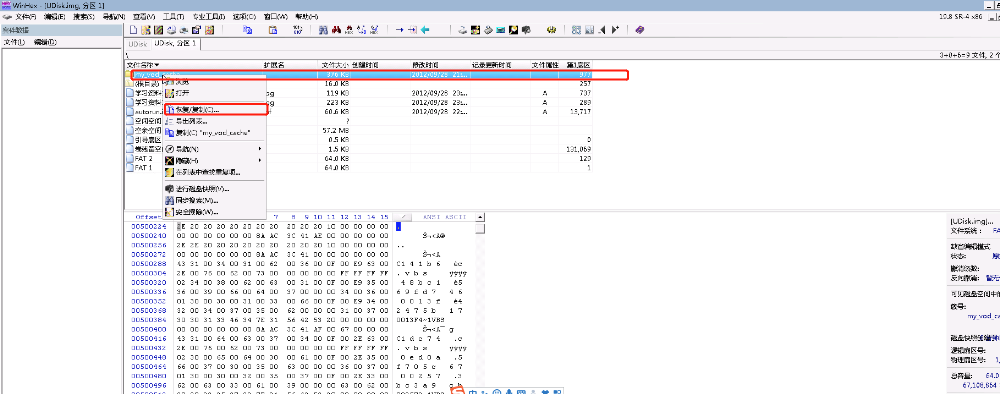 WinHex - [UDisk.img, 分区 1]
文件(F) 编辑(E) 搜索(S) 导航(N) 查看(V) 工具(T) 专业工具(I) 选项(O) 窗口(W) 帮助(H) 19.8 SR-4 x86
案件数据
文件(L) 编辑(D)
UDisk UDisk, 分区 1
\ 3+0+6=9 文件, 2 个
文件名称 扩展名 文件大小 创建时间 修改时间 记录更新时间 文件属性 第1扇区
my_vod_cache 376 KB 2012/09/28 21:... 977
(根目录) 16.0 KB 257
学习资料 pg 119 KB 2012/09/28 23:... A 737
学习资料 pg 223 KB 2012/09/28 23:... A 289
autorun.i nf 60.6 KB 2012/09/28 22:... A 13,717
空闲空间 ?
空余空间 57.2 MB
引导扇区 0.5 KB 0
卷残留空 1.5 KB 131,069
FAT 2 64.0 KB 129
FAT 1 64.0 KB 1
浏览
打开
恢复/复制(C)...
导出列表...
复制(C) "my_vod_cache"
导航(N)
隐藏(H)
在列表中查找重复项...
进行磁盘快照(V)...
同步搜索(M)...
安全擦除(W)...
Offset 7 8 9 10 11 12 13 14 15 ANSI ASCII
00500224 2E 20 20 20 20 20 20 20 20 20 20 10 00 00 00 00 .
00500240 00 00 00 00 00 00 8A AC 3C 41 AE 00 00 00 00 00 Š¬<A®
00500256 2E 2E 20 20 20 20 20 20 20 20 20 10 00 00 00 00 ..
00500272 00 00 00 00 00 00 8A AC 3C 41 00 00 00 00 00 00 Š¬<A
00500288 43 31 00 34 00 31 00 62 00 36 00 0F 00 E9 63 00 C1 4 1 b 6 éc
00500304 2E 00 76 00 62 00 73 00 00 00 00 00 FF FF FF FF . v b s ÿÿÿÿ
00500320 02 34 00 38 00 62 00 63 00 31 00 0F 00 E9 35 00 4 8 b c 1 é5
00500336 36 00 39 00 66 00 64 00 37 00 00 00 34 00 36 00 6 9 f d 7 4 6
00500352 01 30 00 30 00 31 00 33 00 66 00 0F 00 E9 34 00 0 0 1 3 f é4
00500368 32 00 34 00 37 00 35 00 62 00 00 00 31 00 37 00 2 4 7 5 b 1 7
00500384 30 30 31 33 46 34 7E 31 56 42 53 20 00 00 00 00 0013F4~1VBS
00500400 00 00 00 00 00 00 8A AC 3C 41 AF 00 67 00 00 00 Š¬<A¯ g
00500416 43 31 00 64 00 63 00 37 00 34 00 0F 00 2E 63 00 C1 d c 7 4 .c
00500432 2E 00 76 00 62 00 73 00 00 00 00 00 FF FF FF FF . v b s ÿÿÿÿ
00500448 02 30 00 65 00 64 00 30 00 61 00 0F 00 2E 35 00 0 e d 0 a .5
00500464 66 00 37 00 30 00 35 00 63 00 00 00 36 00 37 00 f 7 0 5 c 6 7
00500480 01 30 00 30 00 32 00 35 00 37 00 0F 00 2E 33 00 0 0 2 5 7 .3
00500496 62 00 63 00 33 00 61 00 39 00 00 00 63 00 62 00 b c 3 a 9 c b
[UDisk.img]...
文件系统: FA
缺省编辑模式
状态: 原
撤消级数:
反向撤消: 暂无
可见磁盘空间中的
簇号:
my_vod_ca
磁盘快照创建于
逻辑扇区号:
物理扇区号: 1,
总容量: 64.0
67,108,864